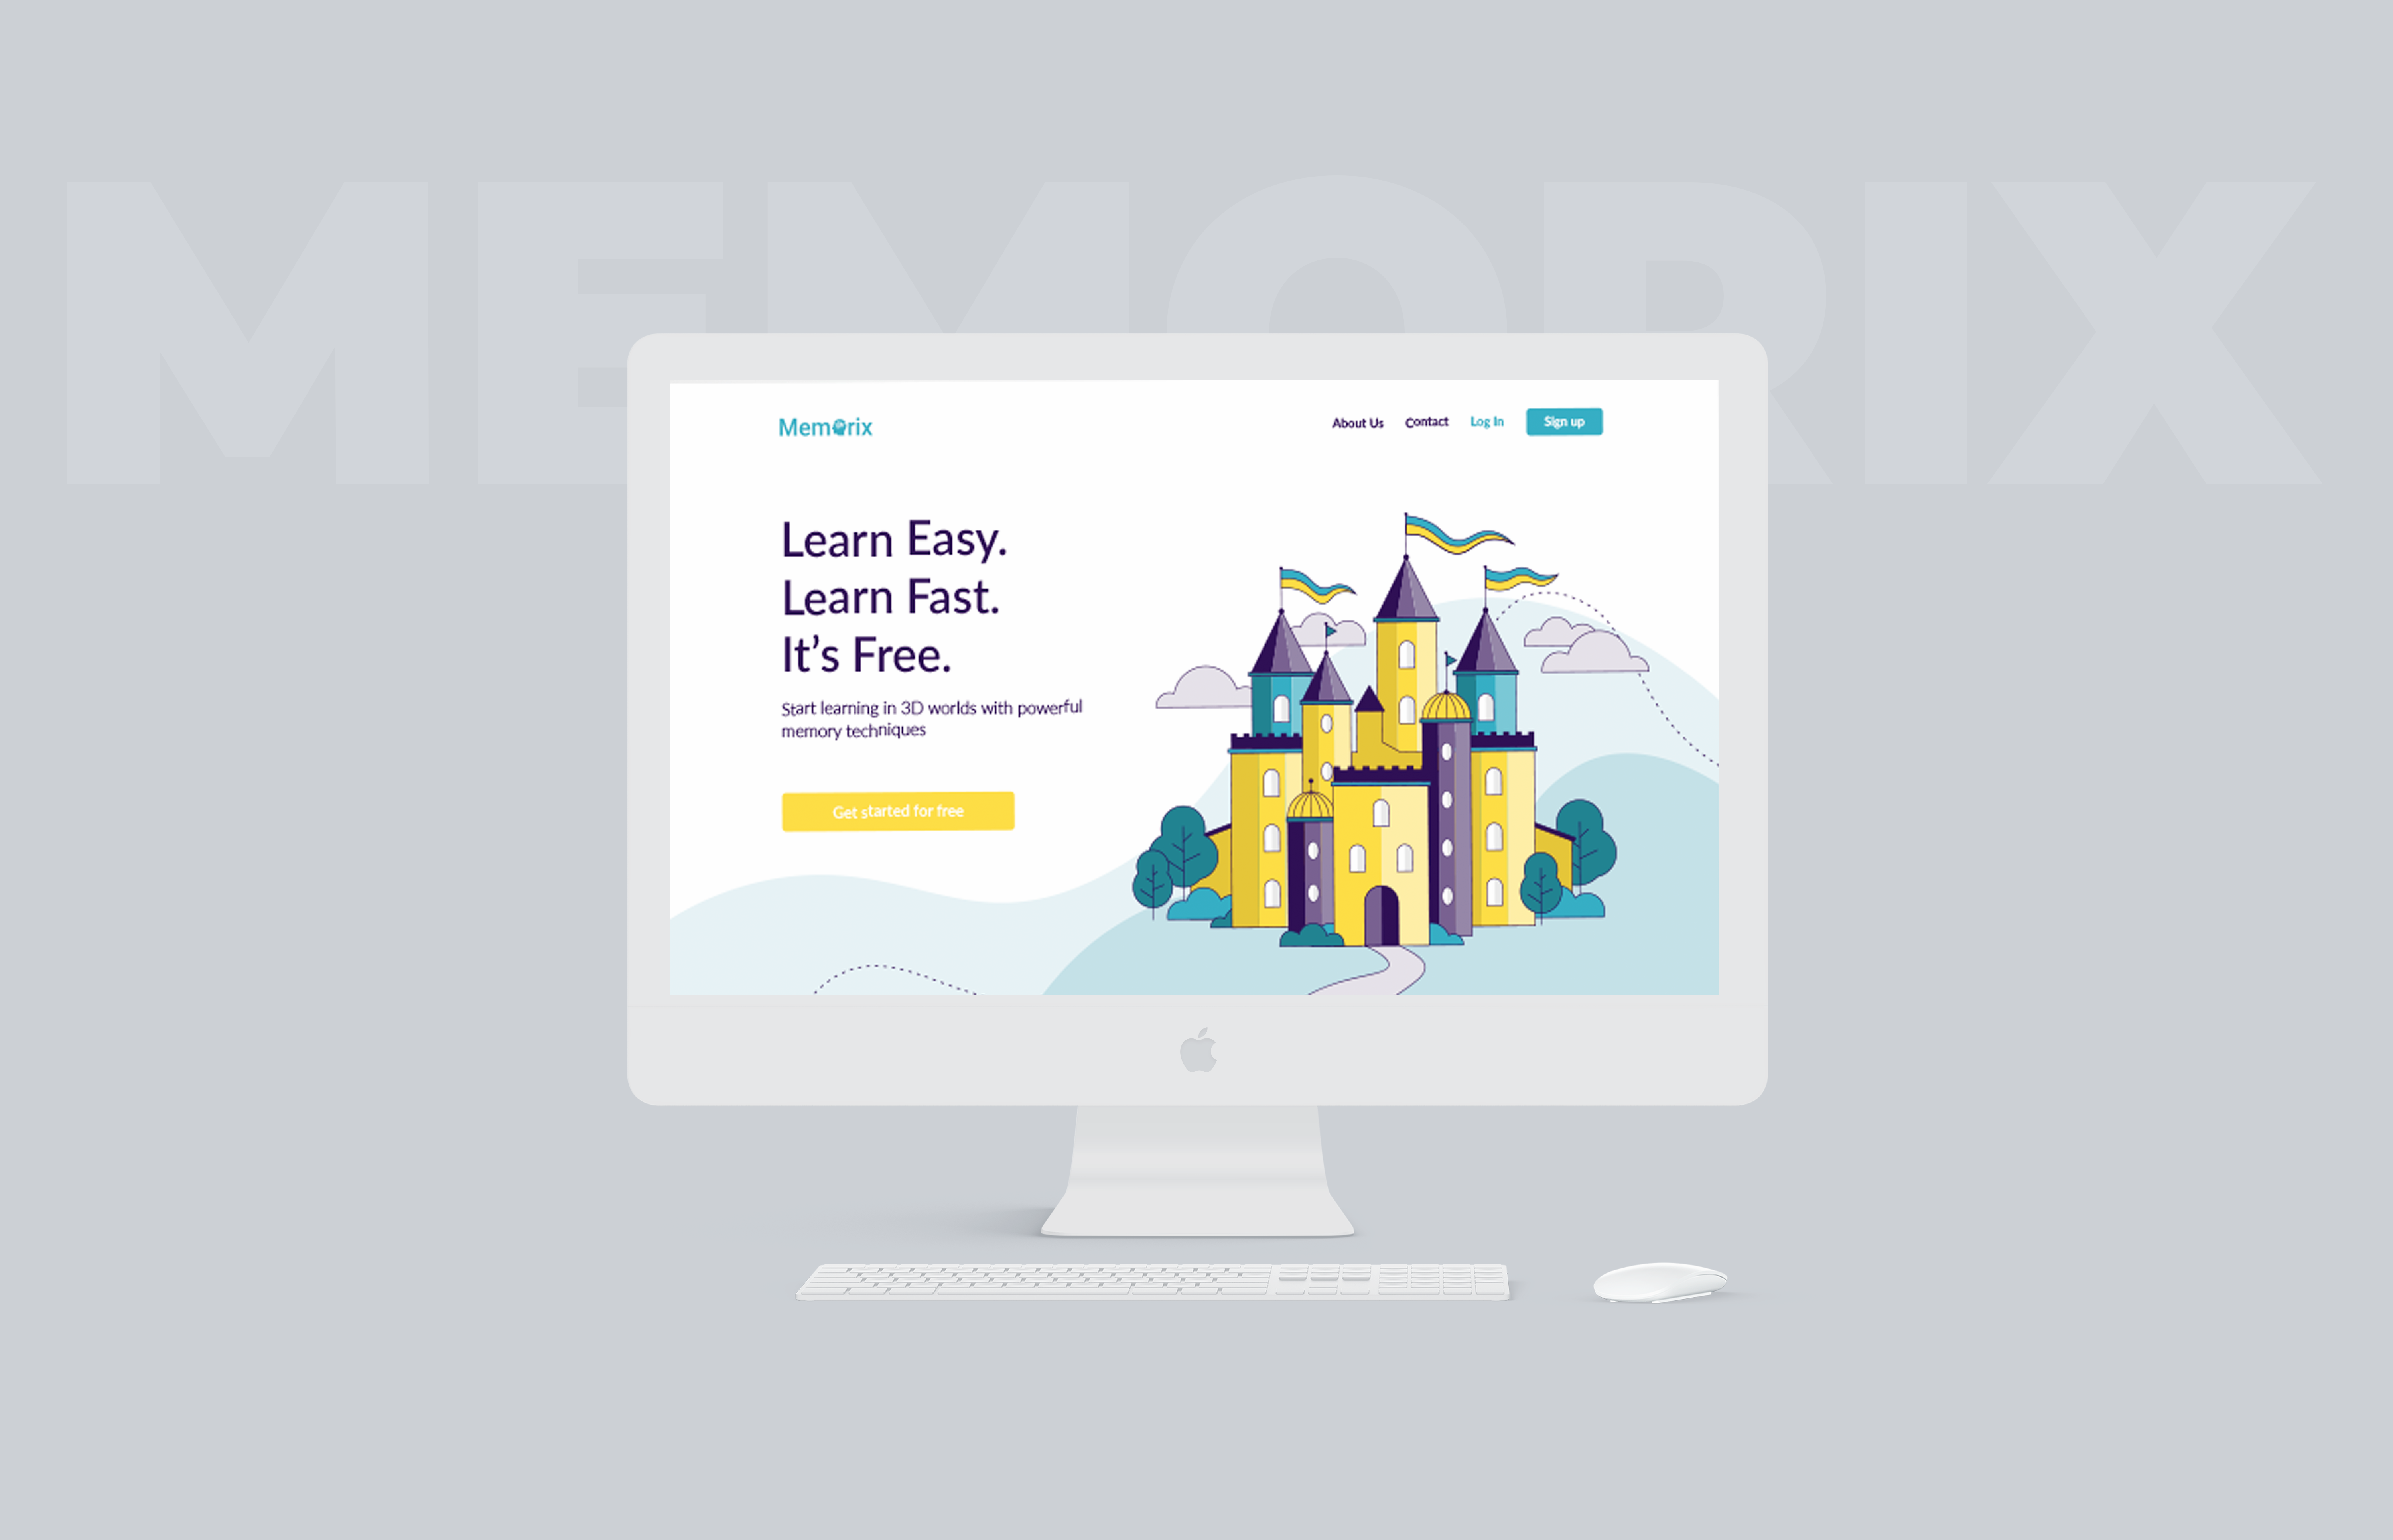 MEMORIX
Memorix
About Us Contact Log In Sign up
Learn Easy.
Learn Fast.
It's Free.
Start learning in 3D worlds with powerful
memory techniques
Get started for free